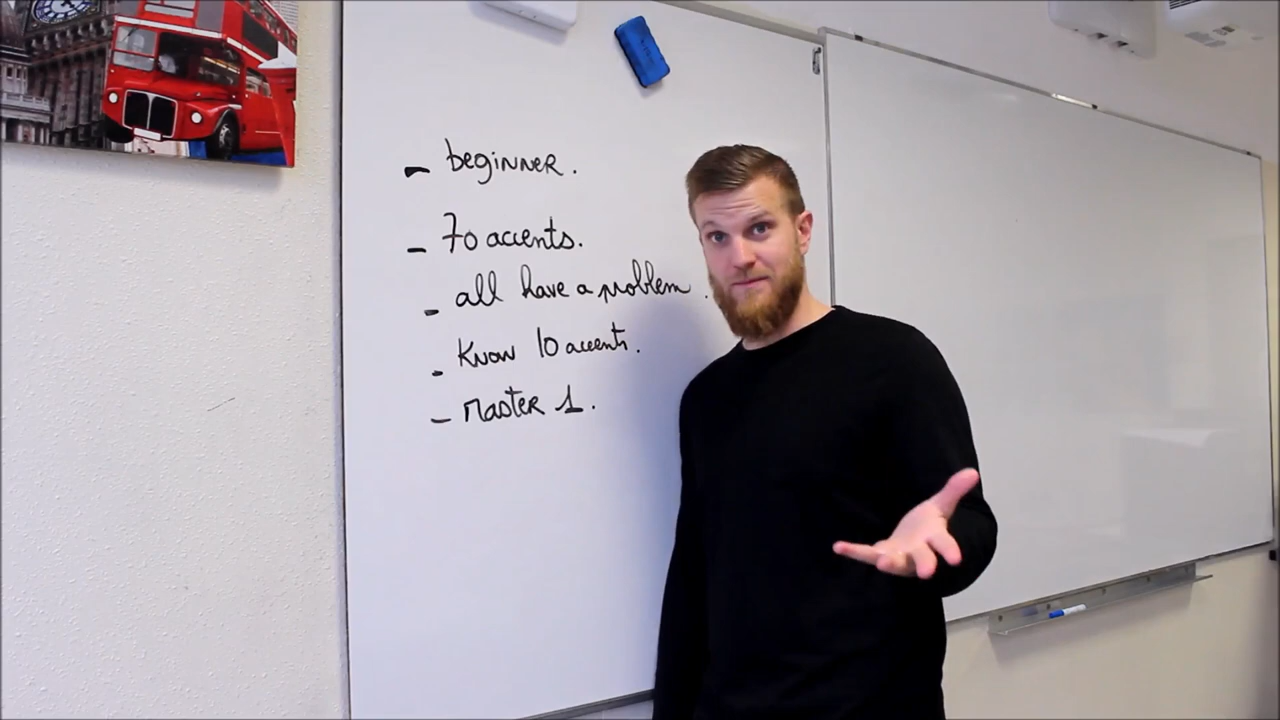 - beginner.
- 70 accents.
- all have a problem.
- Know 10 accents.
- Master 1.